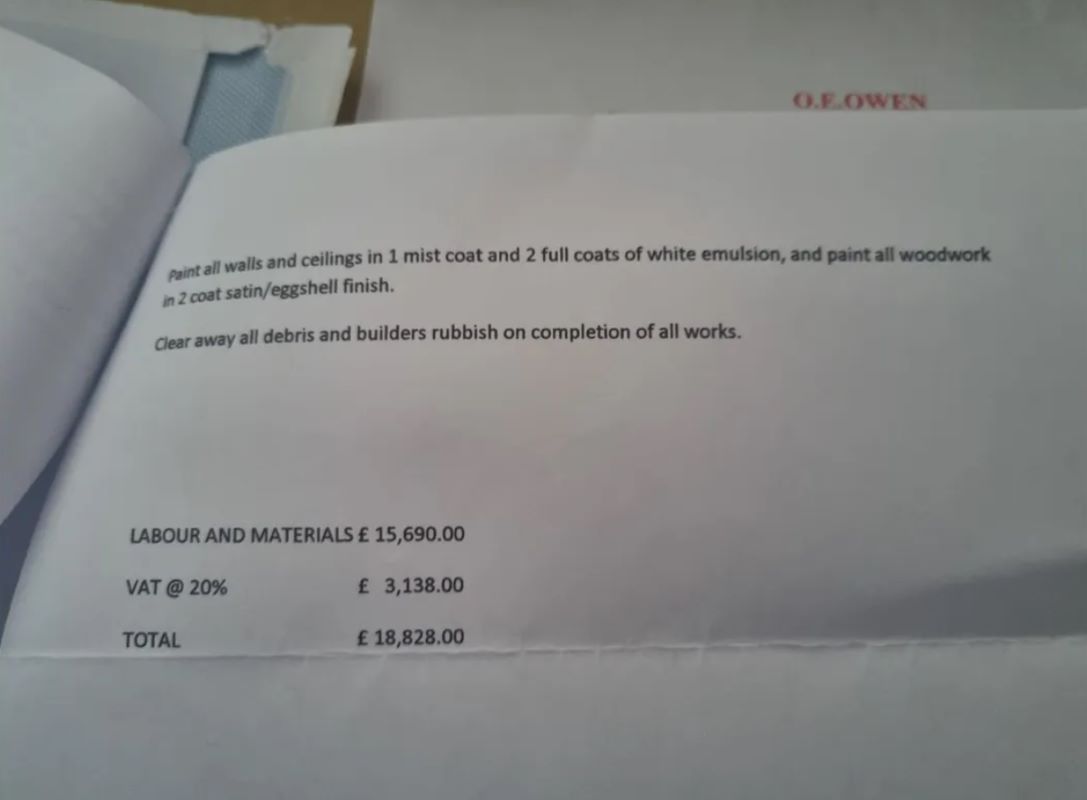 O.E.OWEN
Paint all walls and ceilings in 1 mist coat and 2 full coats of white emulsion, and paint all woodwork
in 2 coat satin/eggshell finish.
Clear away all debris and builders rubbish on completion of all works.
LABOUR AND MATERIALS £ 15,690.00
VAT @ 20% £ 3,138.00
TOTAL £ 18,828.00